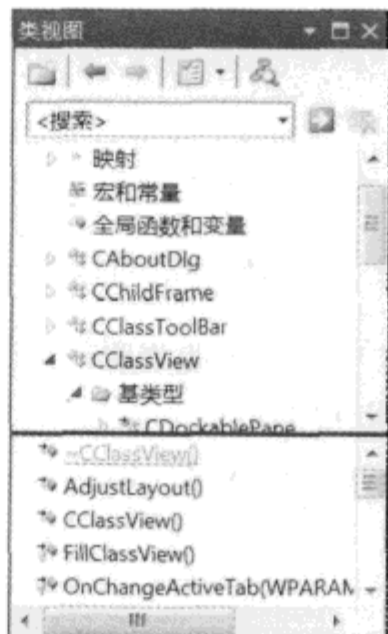 类视图
<搜索>
映射
宏和常量
全局函数和变量
CAboutDlg
CChildFrame
CClassToolBar
CClassView
基类型
CDockablePane
~CClassView()
AdjustLayout()
CClassView()
FillClassView()
OnChangeActiveTab(WPARAM